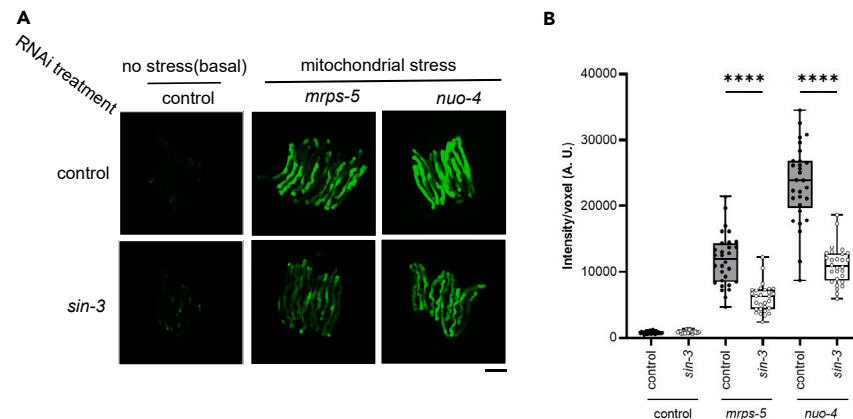 A
RNAi treatment
no stress(basal)
mitochondrial stress
control
mrps-5
nuo-4
control
sin-3
B
Intensity/voxel (A. U.)
40000
30000
20000
10000
0
****
****
control
sin-3
control
sin-3
control
sin-3
control
mrps-5
nuo-4